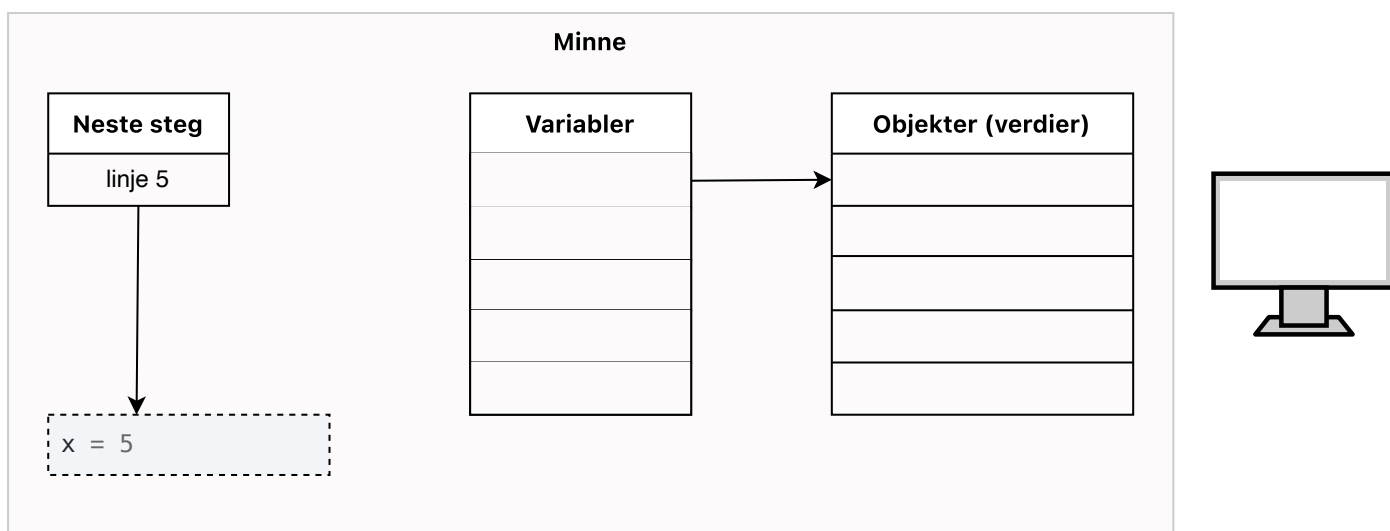 Minne
Neste steg
linje 5
Variabler
Objekter (verdier)
x = 5